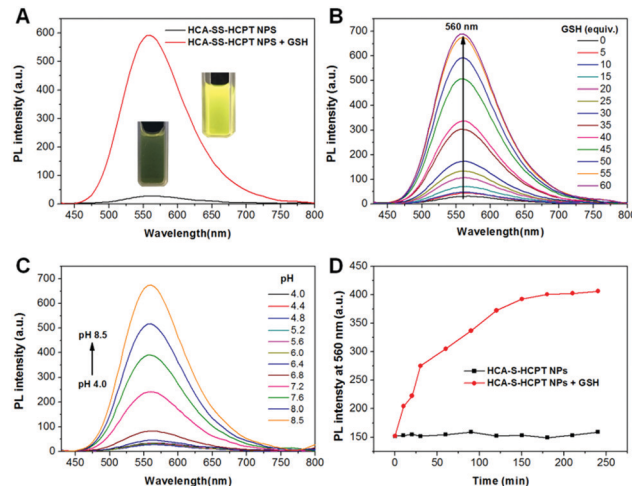 A
HCA-SS-HCPT NPS
HCA-SS-HCPT NPS + GSH
PL intensity (a.u.)
600
500
400
300
200
100
0
450 500 550 600 650 700 750 800
Wavelength(nm)
B
560 nm
GSH (equiv.)
0
5
10
15
20
25
30
35
40
45
50
55
60
PL intensity (a.u.)
700
600
500
400
300
200
100
0
450 500 550 600 650 700 750 800
Wavelength(nm)
C
pH
4.0
4.4
4.8
5.2
5.6
6.0
6.4
6.8
7.2
7.6
8.0
8.5
pH 8.5
pH 4.0
PL intensity (a.u.)
700
600
500
400
300
200
100
0
450 500 550 600 650 700 750 800
Wavelength(nm)
D
HCA-S-HCPT NPs
HCA-S-HCPT NPs + GSH
PL intensty at 560 nm (a.u.)
450
400
350
300
250
200
150
100
0 50 100 150 200 250
Time (min)